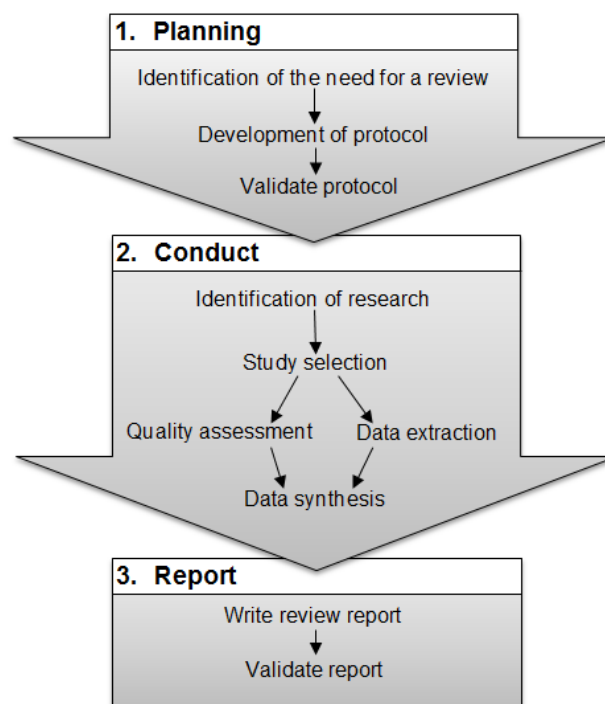 1. Planning
Identification of the need for a review
Development of protocol
Validate protocol
2. Conduct
Identification of research
Study selection
Quality assessment
Data extraction
Data synthesis
3. Report
Write review report
Validate report